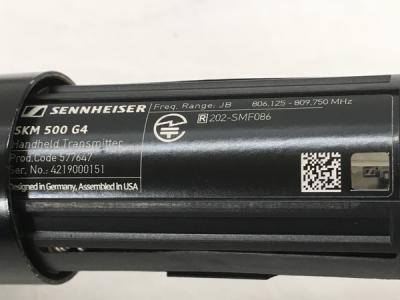 SENNHEISER
SKM 500 G4
Handheld Transmitter
Prod.Code 577647
Ser. No.: 4219000151
Designed in Germany, Assembled in USA
Freq. Range: JB 806,125 - 809,750 MHz
R 202-SMF086